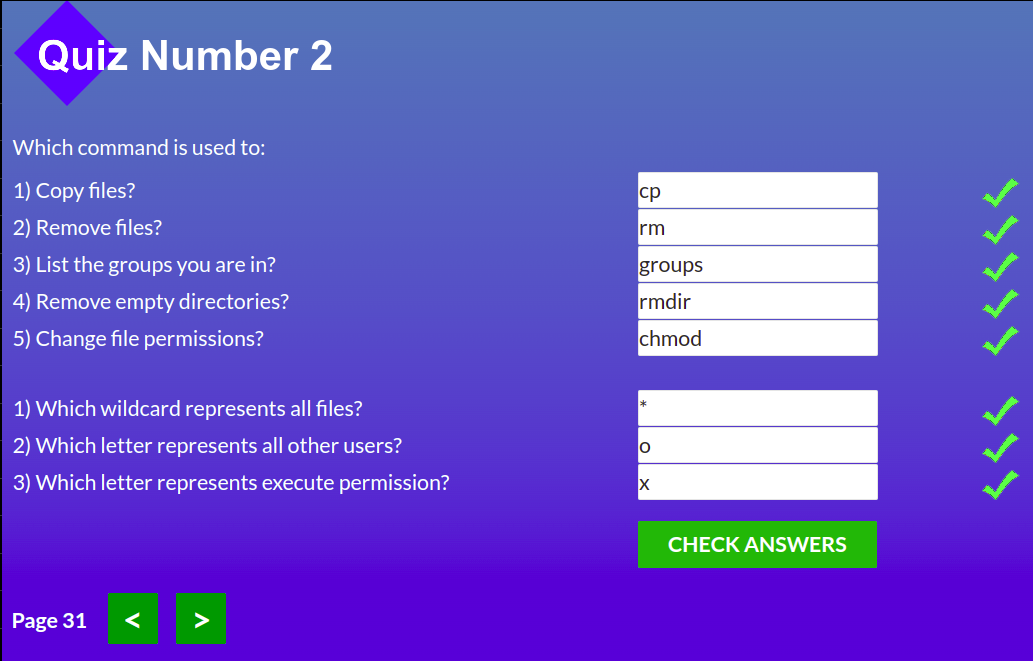 Quiz Number 2
Which command is used to:
1) Copy files? cp
2) Remove files? rm
3) List the groups you are in? groups
4) Remove empty directories? rmdir
5) Change file permissions? chmod
1) Which wildcard represents all files? *
2) Which letter represents all other users? o
3) Which letter represents execute permission? x
CHECK ANSWERS
Page 31 < >